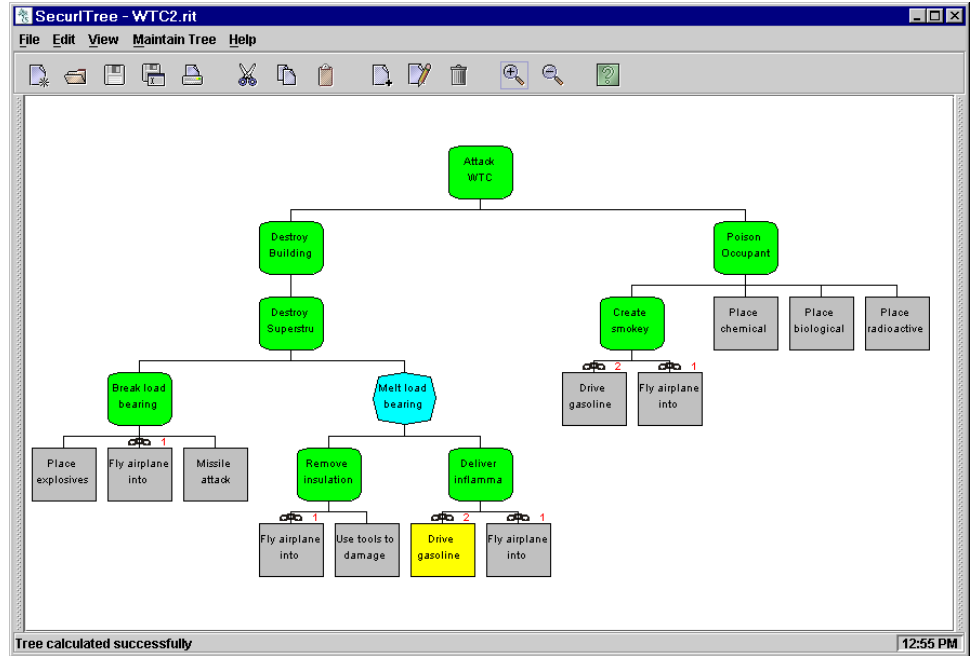 SecurITree - WTC2.rit
File Edit View Maintain Tree Help
Attack
WTC
Destroy
Building
Poison
Occupant
Destroy
Superstru
Create
smokey
Place
chemical
Place
biological
Place
radioactive
Break load
bearing
Melt load
bearing
2
Drive
gasoline
1
Fly airplane
into
Place
explosives
1
Fly airplane
into
Missile
attack
Remove
insulation
Deliver
inflamma
1
Fly airplane
into
Use tools to
damage
2
Drive
gasoline
1
Fly airplane
into
Tree calculated successfully
12:55 PM